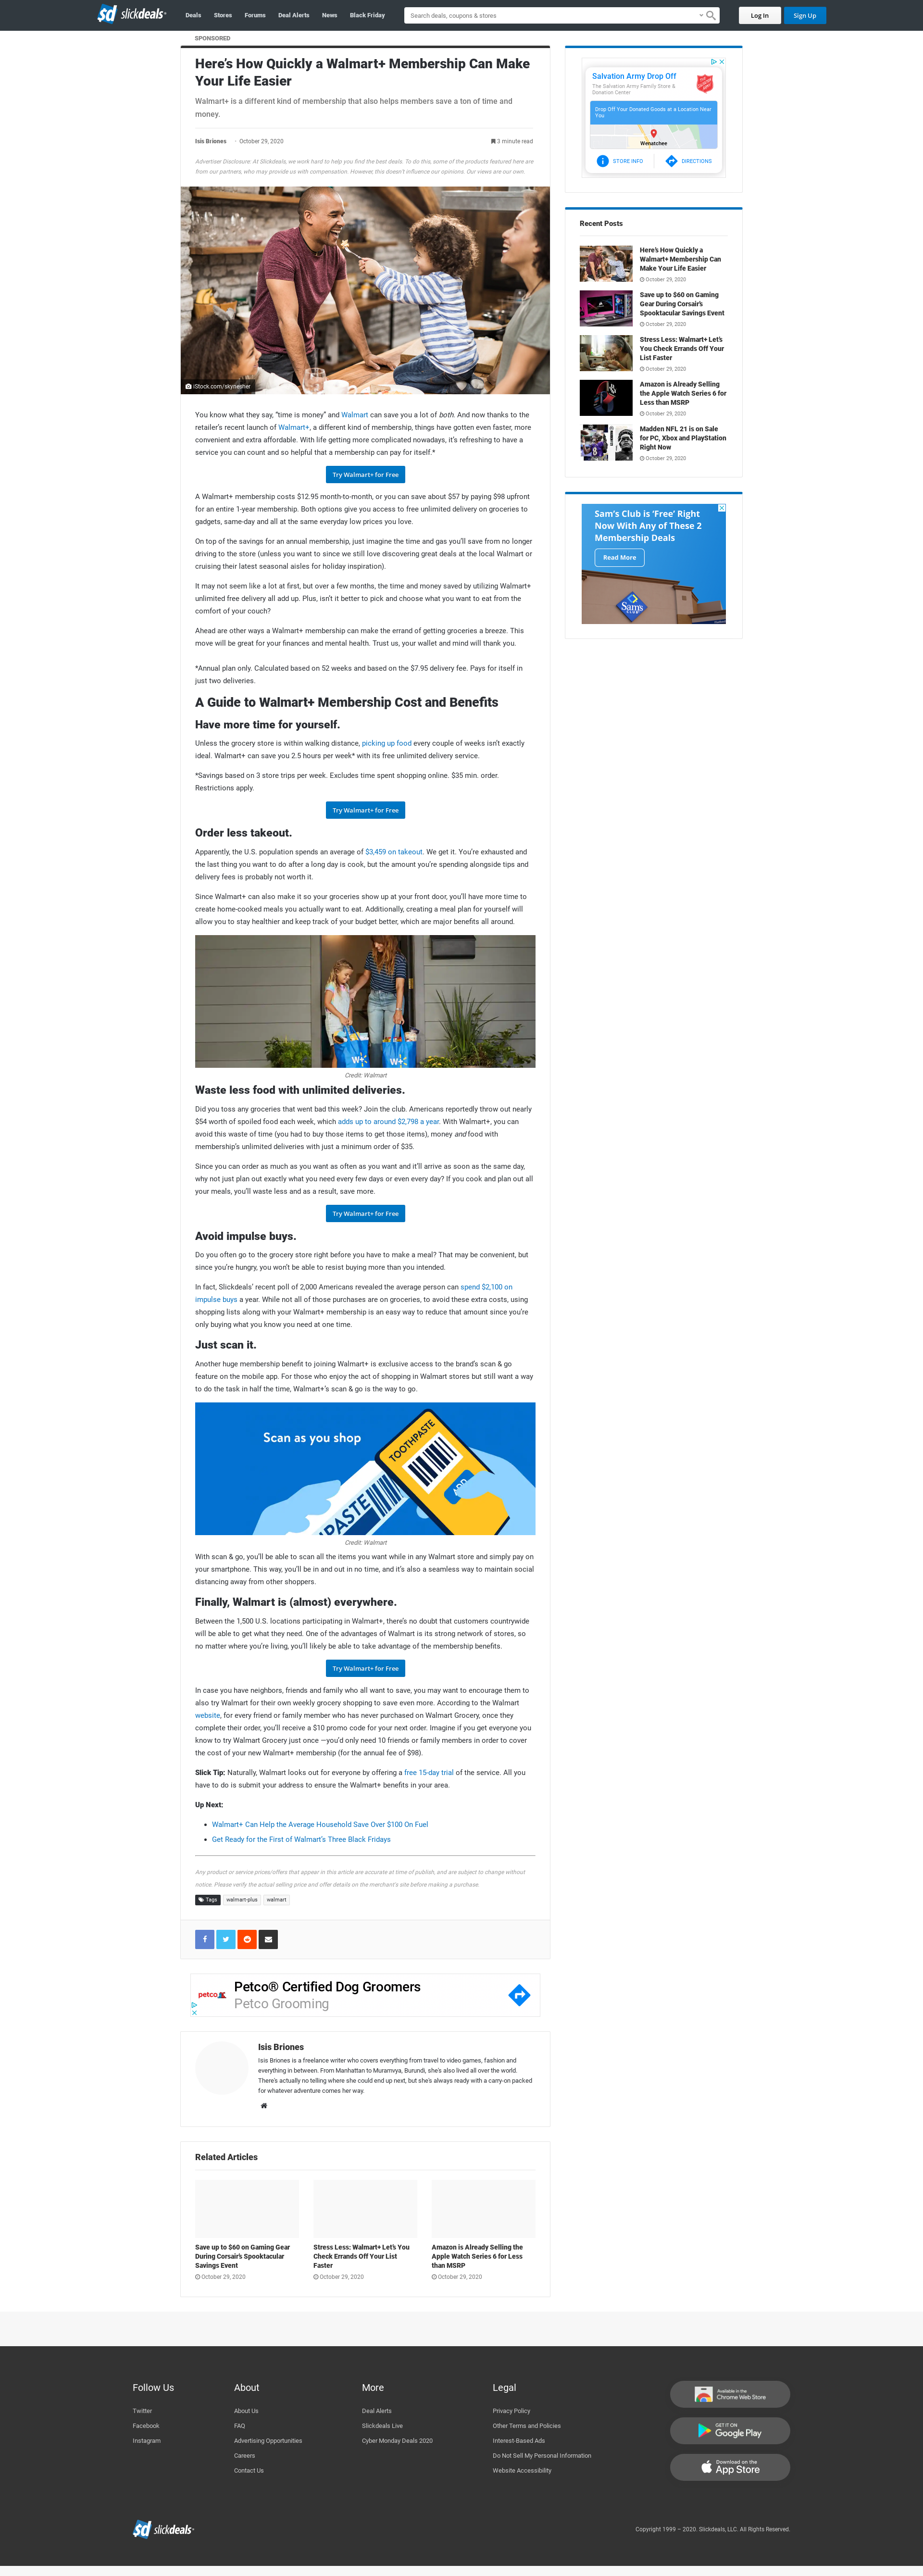 slickdeals
Deals Stores Forums Deal Alerts News Black Friday
Search deals, coupons & stores
Log In
Sign Up
SPONSORED
Here's How Quickly a Walmart+ Membership Can Make
Your Life Easier
Walmart+ is a different kind of membership that also helps members save a ton of time and
money.
Isis Briones · October 29, 2020
3 minute read
Advertiser Disclosure: At Slickdeals, we work hard to help you find the best deals. To do this, some of the products featured here are
from our partners, who may provide us with compensation. However, this doesn't influence our opinions. Our views are our own.
iStock.com/skynesher
You know what they say, "time is money" and Walmart can save you a lot of both. And now thanks to the
retailer's recent launch of Walmart+, a different kind of membership, things have gotten even faster, more
convenient and extra affordable. With life getting more complicated nowadays, it's refreshing to have a
service you can count and so helpful that a membership can pay for itself.*
Try Walmart+ for Free
A Walmart+ membership costs $12.95 month-to-month, or you can save about $57 by paying $98 upfront
for an entire 1-year membership. Both options give you access to free unlimited delivery on groceries to
gadgets, same-day and all at the same everyday low prices you love.
On top of the savings for an annual membership, just imagine the time and gas you'll save from no longer
driving to the store (unless you want to since we still love discovering great deals at the local Walmart or
cruising their latest seasonal aisles for holiday inspiration).
It may not seem like a lot at first, but over a few months, the time and money saved by utilizing Walmart+
unlimited free delivery all add up. Plus, isn't it better to pick and choose what you want to eat from the
comfort of your couch?
Ahead are other ways a Walmart+ membership can make the errand of getting groceries a breeze. This
move will be great for your finances and mental health. Trust us, your wallet and mind will thank you.
*Annual plan only. Calculated based on 52 weeks and based on the $7.95 delivery fee. Pays for itself in
just two deliveries.
A Guide to Walmart+ Membership Cost and Benefits
Have more time for yourself.
Unless the grocery store is within walking distance, picking up food every couple of weeks isn't exactly
ideal. Walmart+ can save you 2.5 hours per week* with its free unlimited delivery service.
*Savings based on 3 store trips per week. Excludes time spent shopping online. $35 min. order.
Restrictions apply.
Try Walmart+ for Free
Order less takeout.
Apparently, the U.S. population spends an average of $3,459 on takeout. We get it. You're exhausted and
the last thing you want to do after a long day is cook, but the amount you're spending alongside tips and
delivery fees is probably not worth it.
Since Walmart+ can also make it so your groceries show up at your front door, you'll have more time to
create home-cooked meals you actually want to eat. Additionally, creating a meal plan for yourself will
allow you to stay healthier and keep track of your budget better, which are major benefits all around.
W+ W+
Credit: Walmart
Waste less food with unlimited deliveries.
Did you toss any groceries that went bad this week? Join the club. Americans reportedly throw out nearly
$54 worth of spoiled food each week, which adds up to around $2,798 a year. With Walmart+, you can
avoid this waste of time (you had to buy those items to get those items), money and food with
membership's unlimited deliveries with just a minimum order of $35.
Since you can order as much as you want as often as you want and it'll arrive as soon as the same day,
why not just plan out exactly what you need every few days or even every day? If you cook and plan out all
your meals, you'll waste less and as a result, save more.
Try Walmart+ for Free
Avoid impulse buys.
Do you often go to the grocery store right before you have to make a meal? That may be convenient, but
since you're hungry, you won't be able to resist buying more than you intended.
In fact, Slickdeals' recent poll of 2,000 Americans revealed the average person can spend $2,100 on
impulse buys a year. While not all of those purchases are on groceries, to avoid these extra costs, using
shopping lists along with your Walmart+ membership is an easy way to reduce that amount since you're
only buying what you know you need at one time.
Just scan it.
Another huge membership benefit to joining Walmart+ is exclusive access to the brand's scan & go
feature on the mobile app. For those who enjoy the act of shopping in Walmart stores but still want a way
to do the task in half the time, Walmart+'s scan & go is the way to go.
Scan as you shop
TOOTHPASTE
ADD
Credit: Walmart
With scan & go, you'll be able to scan all the items you want while in any Walmart store and simply pay on
your smartphone. This way, you'll be in and out in no time, and it's also a seamless way to maintain social
distancing away from other shoppers.
Finally, Walmart is (almost) everywhere.
Between the 1,500 U.S. locations participating in Walmart+, there's no doubt that customers countrywide
will be able to get what they need. One of the advantages of Walmart is its strong network of stores, so
no matter where you're living, you'll likely be able to take advantage of the membership benefits.
Try Walmart+ for Free
In case you have neighbors, friends and family who all want to save, you may want to encourage them to
also try Walmart for their own weekly grocery shopping to save even more. According to the Walmart
website, for every friend or family member who has never purchased on Walmart Grocery, once they
complete their order, you'll receive a $10 promo code for your next order. Imagine if you get everyone you
know to try Walmart Grocery just once —you'd only need 10 friends or family members in order to cover
the cost of your new Walmart+ membership (for the annual fee of $98).
Slick Tip: Naturally, Walmart looks out for everyone by offering a free 15-day trial of the service. All you
have to do is submit your address to ensure the Walmart+ benefits in your area.
Up Next:
• Walmart+ Can Help the Average Household Save Over $100 On Fuel
• Get Ready for the First of Walmart's Three Black Fridays
Any product or service prices/offers that appear in this article are accurate at time of publish, and are subject to change without
notice. Please verify the actual selling price and offer details on the merchant's site before making a purchase.
Tags walmart-plus walmart
petco
Petco® Certified Dog Groomers
Petco Grooming
Isis Briones
Isis Briones is a freelance writer who covers everything from travel to video games, fashion and
everything in between. From Manhattan to Muramvya, Burundi, she's also lived all over the world.
There's actually no telling where she could end up next, but she's always ready with a carry-on packed
for whatever adventure comes her way.
Related Articles
Save up to $60 on Gaming Gear
During Corsair's Spooktacular
Savings Event
October 29, 2020
Stress Less: Walmart+ Let's You
Check Errands Off Your List
Faster
October 29, 2020
Amazon is Already Selling the
Apple Watch Series 6 for Less
than MSRP
October 29, 2020
Salvation Army Drop Off
The Salvation Army Family Store &
Donation Center
Drop Off Your Donated Goods at a Location Near
You
Wenatchee
STORE INFO
DIRECTIONS
Recent Posts
Here's How Quickly a
Walmart+ Membership Can
Make Your Life Easier
October 29, 2020
Save up to $60 on Gaming
Gear During Corsair's
Spooktacular Savings Event
October 29, 2020
Stress Less: Walmart+ Let's
You Check Errands Off Your
List Faster
October 29, 2020
Amazon is Already Selling
the Apple Watch Series 6 for
Less than MSRP
October 29, 2020
Madden NFL 21 is on Sale
for PC, Xbox and PlayStation
Right Now
October 29, 2020
Sam's Club is 'Free' Right
Now With Any of These 2
Membership Deals
Read More
Sam's
Follow Us
Twitter
Facebook
Instagram
About
About Us
FAQ
Advertising Opportunities
Careers
Contact Us
More
Deal Alerts
Slickdeals Live
Cyber Monday Deals 2020
Legal
Privacy Policy
Other Terms and Policies
Interest-Based Ads
Do Not Sell My Personal Information
Website Accessibility
Available in the
Chrome Web Store
GET IT ON
Google Play
Download on the
App Store
slickdeals
Copyright 1999 – 2020. Slickdeals, LLC. All Rights Reserved.